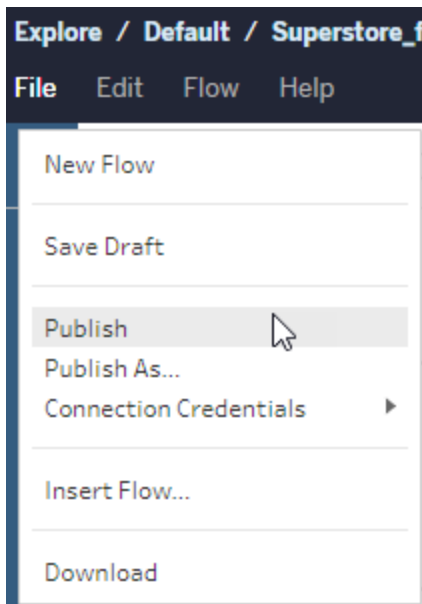 Explore / Default / Superstore_f
File Edit Flow Help
New Flow
Save Draft
Publish
Publish As...
Connection Credentials
Insert Flow...
Download